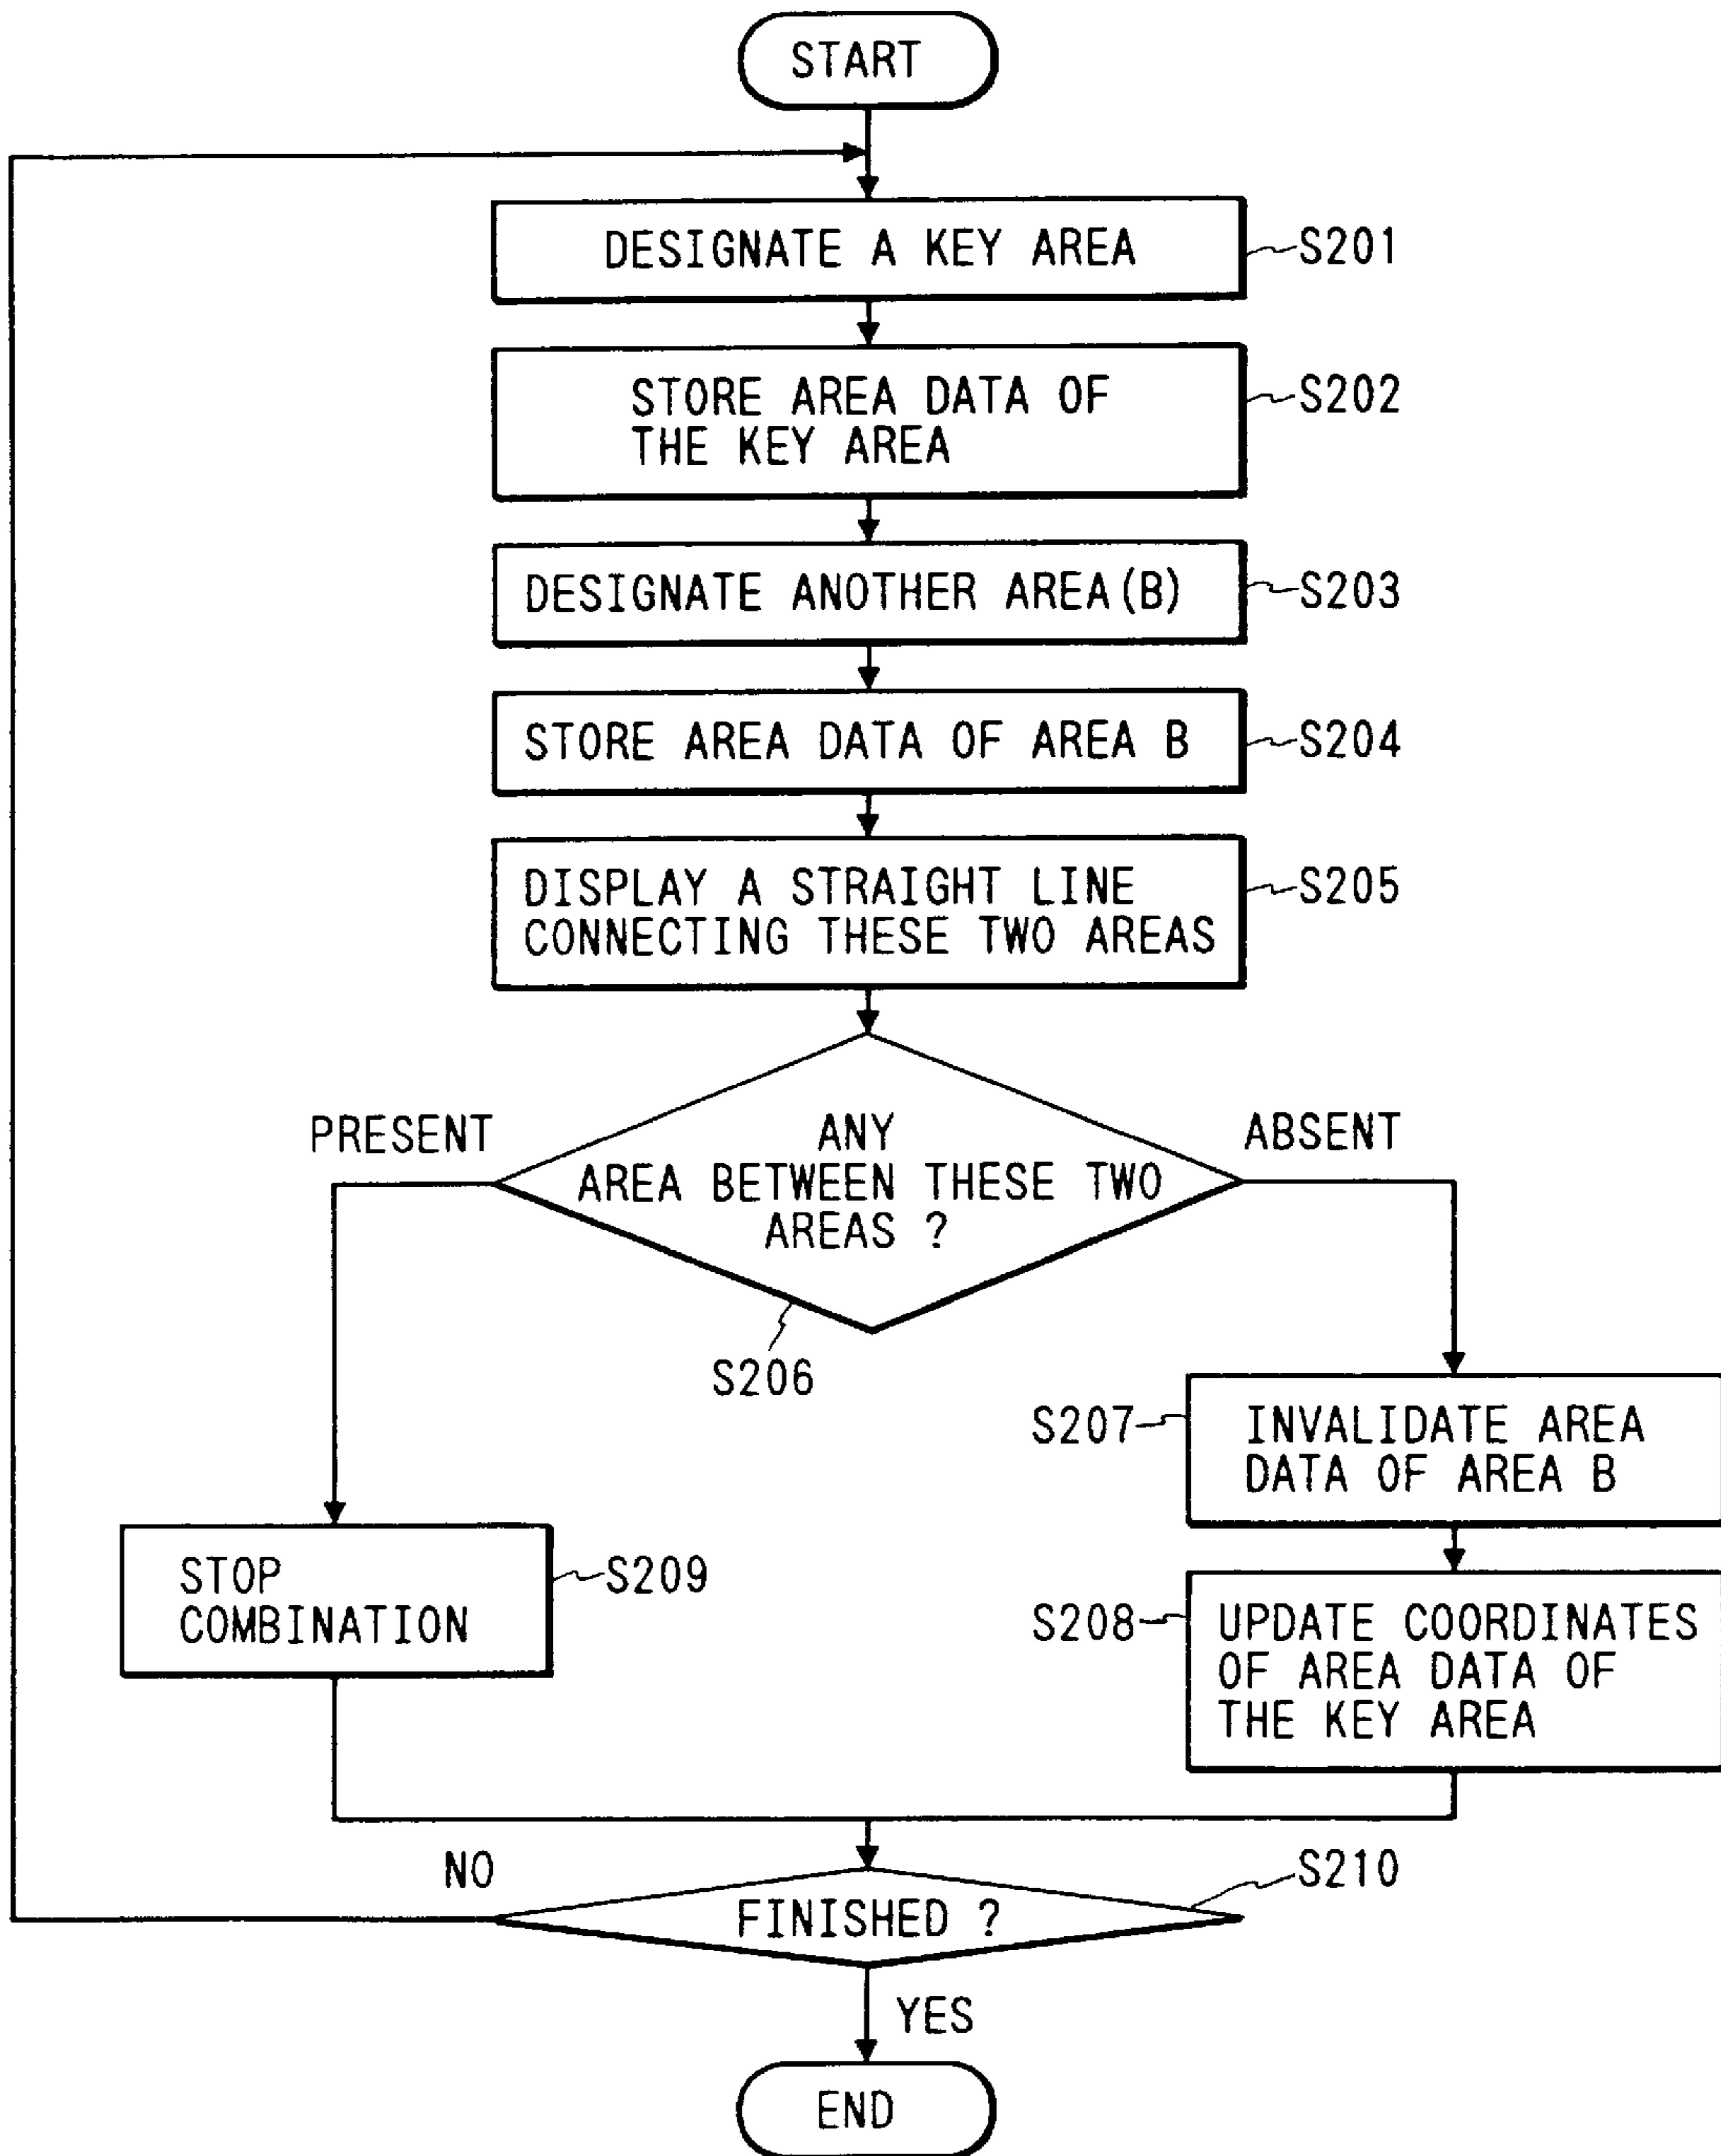 START
DESIGNATE A KEY AREA
S201
STORE AREA DATA OF
THE KEY AREA
S202
DESIGNATE ANOTHER AREA(B)
S203
STORE AREA DATA OF AREA B
S204
DISPLAY A STRAIGHT LINE
CONNECTING THESE TWO AREAS
S205
PRESENT
ANY
AREA BETWEEN THESE TWO
AREAS ?
ABSENT
S206
S207
INVALIDATE AREA
DATA OF AREA B
STOP
COMBINATION
S209
S208
UPDATE COORDINATES
OF AREA DATA OF
THE KEY AREA
NO
FINISHED ?
S210
YES
END